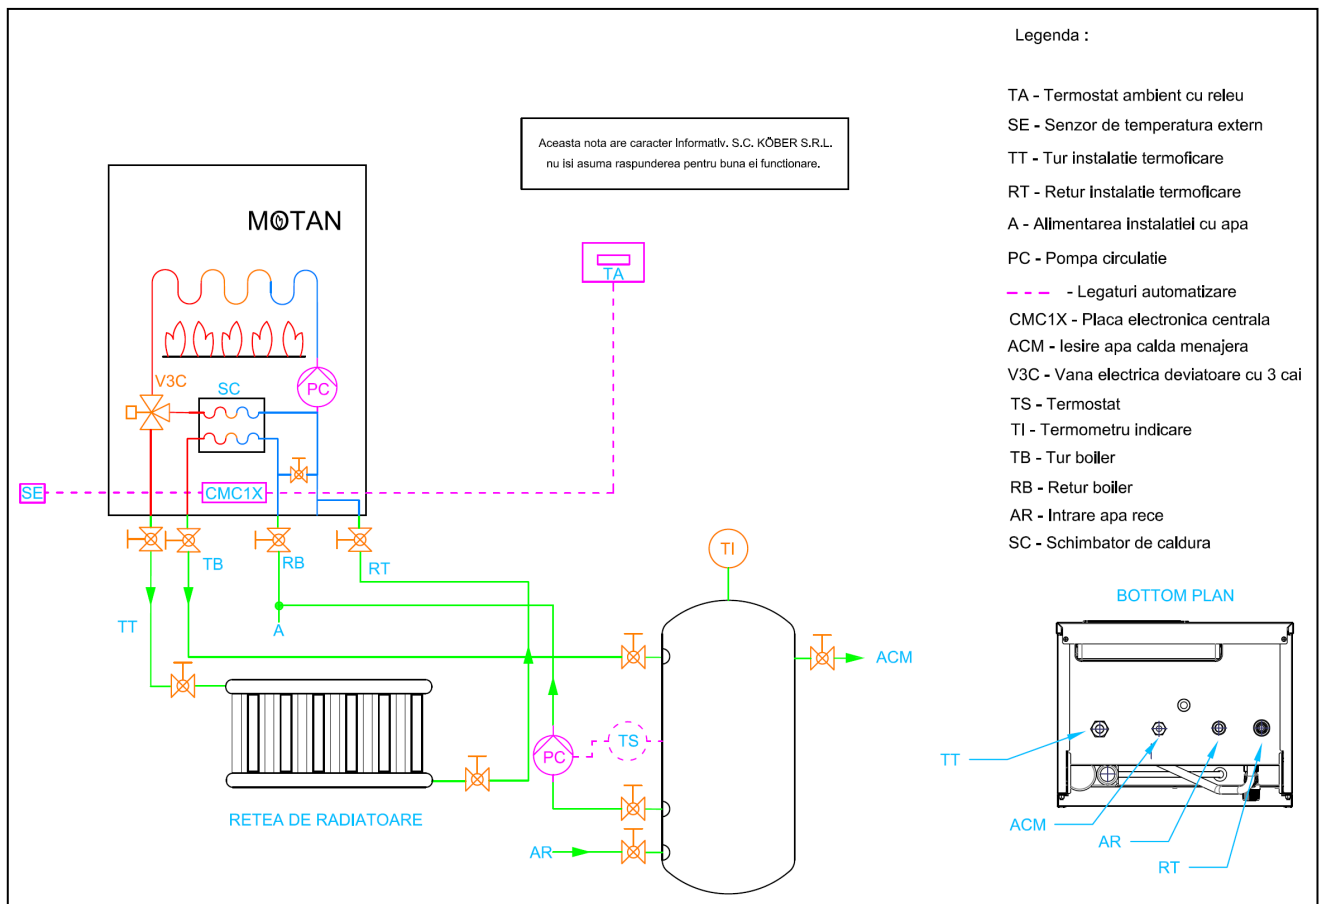 Legenda :
TA - Termostat ambient cu releu
SE - Senzor de temperatura extern
TT - Tur instalatie termoficare
RT - Retur instalatie termoficare
A - Alimentarea instalatiei cu apa
PC - Pompa circulatie
- Legaturi automatizare
CMC1X - Placa electronica centrala
ACM - Iesire apa calda menajera
V3C - Vana electrica deviatoare cu 3 cai
TS - Termostat
TI - Termometru indicare
TB - Tur boiler
RB - Retur boiler
AR - Intrare apa rece
SC - Schimbator de caldura
Aceasta nota are caracter informativ. S.C. KÖBER S.R.L.
nu isi asuma raspunderea pentru buna ei functionare.
MOTAN
TA
V3C
SC
PC
SE
CMC1X
TB
RB
RT
TI
TT
A
ACM
TS
PC
RETEA DE RADIATOARE
AR
BOTTOM PLAN
TT
ACM
AR
RT